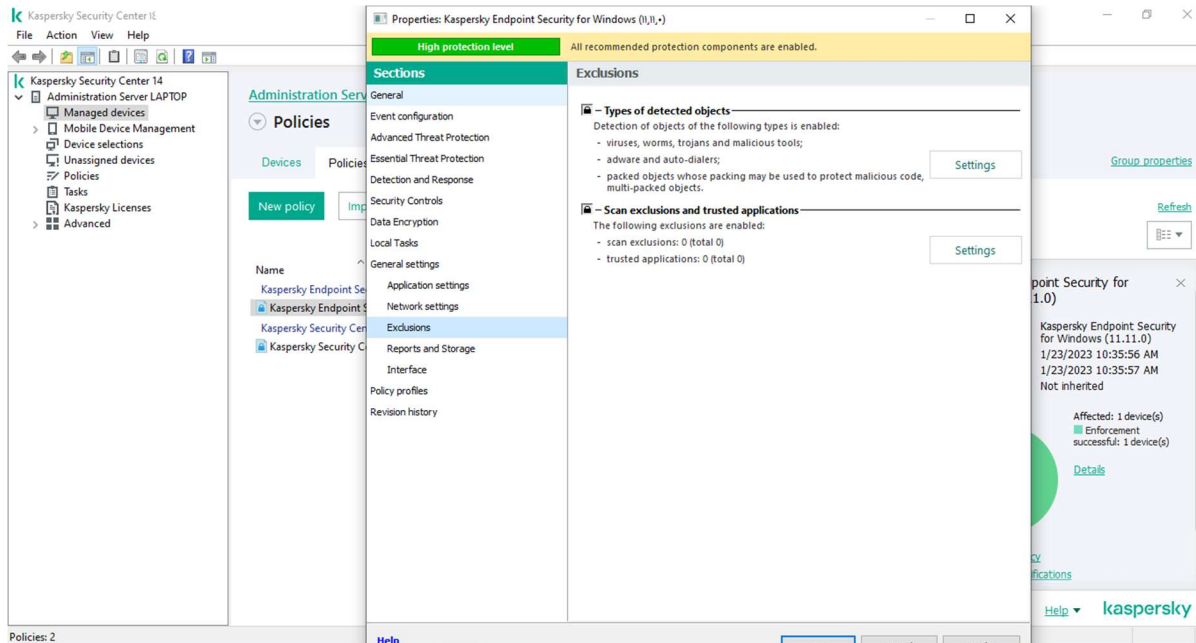 Kaspersky Security Center 14
File Action View Help
Kaspersky Security Center 14
Administration Server LAPTOP
Managed devices
Mobile Device Management
Device selections
Unassigned devices
Policies
Tasks
Kaspersky Licenses
Advanced
Administration Serv
Policies
Devices
Policies
New policy
Imp
Name
Kaspersky Endpoint Se
Kaspersky Endpoint S
Kaspersky Security Cen
Kaspersky Security C
Properties: Kaspersky Endpoint Security for Windows (11,11,•)
High protection level
All recommended protection components are enabled.
Sections
General
Event configuration
Advanced Threat Protection
Essential Threat Protection
Detection and Response
Security Controls
Data Encryption
Local Tasks
General settings
Application settings
Network settings
Exclusions
Reports and Storage
Interface
Policy profiles
Revision history
Help
Exclusions
– Types of detected objects
Detection of objects of the following types is enabled:
- viruses, worms, trojans and malicious tools;
- adware and auto-dialers;
- packed objects whose packing may be used to protect malicious code,
multi-packed objects.
Settings
– Scan exclusions and trusted applications
The following exclusions are enabled:
- scan exclusions: 0 (total 0)
- trusted applications: 0 (total 0)
Settings
Group properties
Refresh
point Security for
1.0)
Kaspersky Endpoint Security
for Windows (11.11.0)
1/23/2023 10:35:56 AM
1/23/2023 10:35:57 AM
Not inherited
Affected: 1 device(s)
Enforcement
successful: 1 device(s)
Details
cy
ifications
Help
kaspersky
Policies: 2